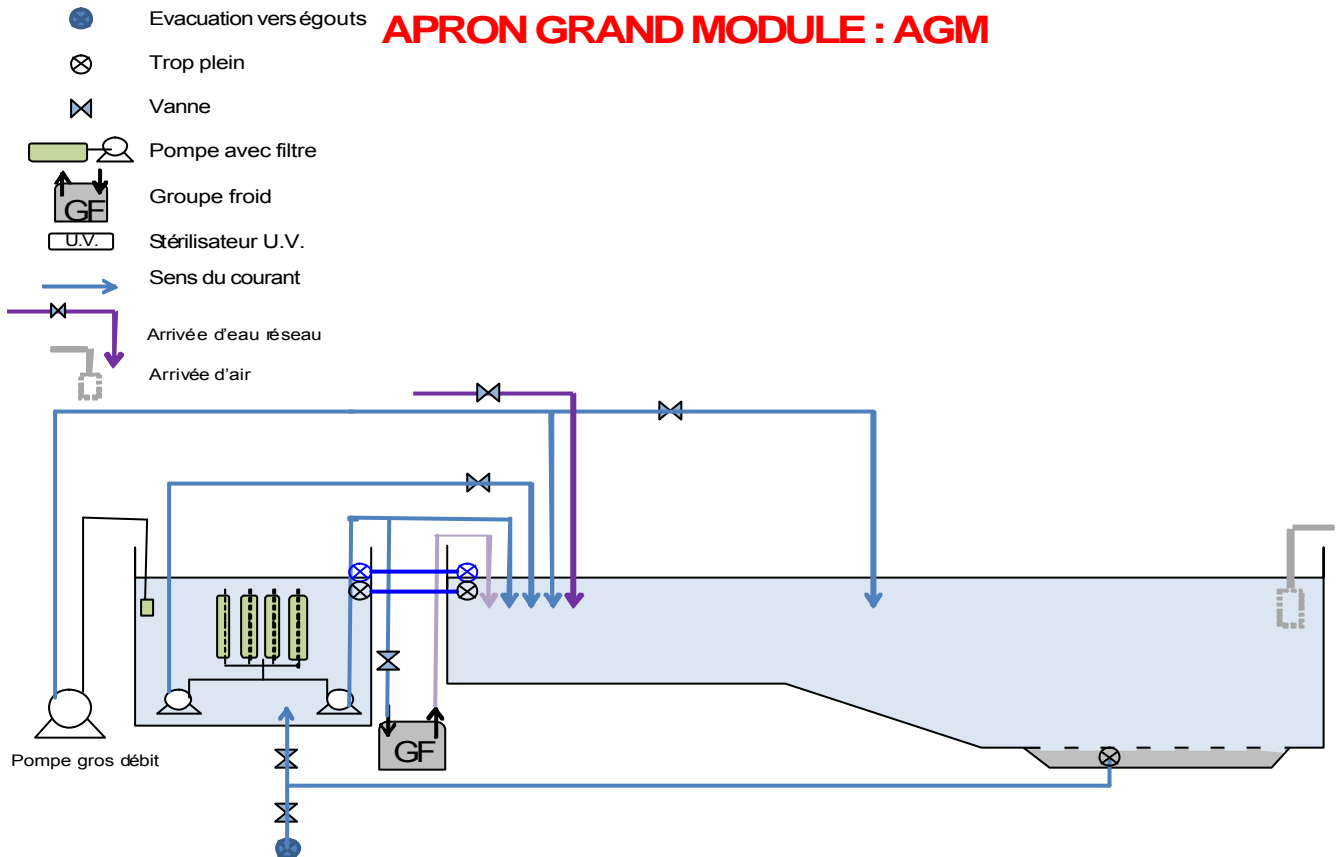 Evacuation vers égouts
APRON GRAND MODULE : AGM
Trop plein
Vanne
Pompe avec filtre
GF
Groupe froid
U.V.
Stérilisateur U.V.
Sens du courant
Arrivée d'eau réseau
Arrivée d'air
GF
Pompe gros débit